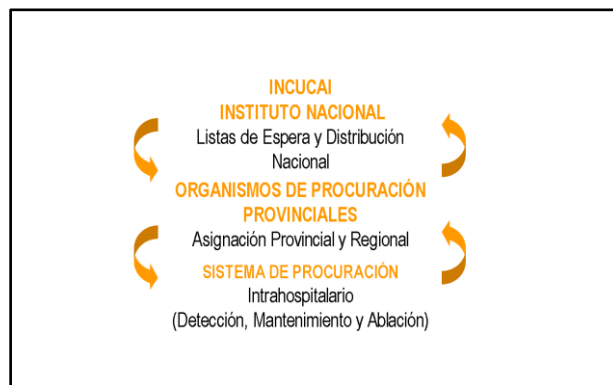 INCUCAI
INSTITUTO NACIONAL
Listas de Espera y Distribución
Nacional
ORGANISMOS DE PROCURACIÓN
PROVINCIALES
Asignación Provincial y Regional
SISTEMA DE PROCURACIÓN
Intrahospitalario
(Detección, Mantenimiento y Ablación)